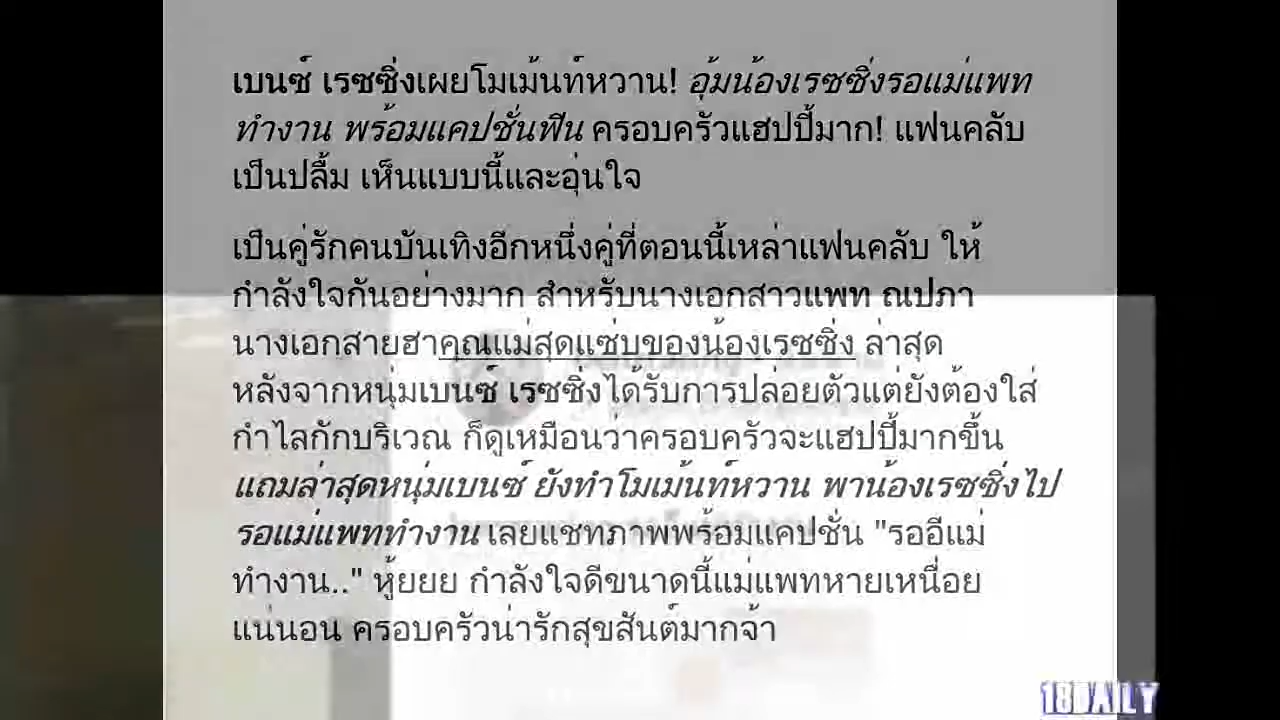 เบนซ์ เรซซิ่งเผยโมเม้นท์หวาน! อุ้มน้องเรซซิ่งรอแม่แพท
ทำงาน พร้อมแคปชั่นฟิน ครอบครัวแฮปปี้มาก! แฟนคลับ
เป็นปลื้ม เห็นแบบนี้และอุ่นใจ
เป็นคู่รักคนบันเทิงอีกหนึ่งคู่ที่ตอนนี้เหล่าแฟนคลับ ให้
กำลังใจกันอย่างมาก สำหรับนางเอกสาวแพท ณปภา
นางเอกสายฮาคุณแม่สุดแซ่บของน้องเรซซิ่ง ล่าสุด
หลังจากหนุ่มเบนซ์ เรซซิ่งได้รับการปล่อยตัวแต่ยังต้องใส่
กำไลกักบริเวณ ก็ดูเหมือนว่าครอบครัวจะแฮปปี้มากขึ้น
แถมล่าสุดหนุ่มเบนซ์ ยังทำโมเม้นท์หวาน พาน้องเรซซิ่งไป
รอแม่แพททำงาน เลยแชทภาพพร้อมแคปชั่น "รออีแม่
ทำงาน.." หู้ยยย กำลังใจดีขนาดนี้แม่แพทหายเหนื่อย
แน่นอน ครอบครัวน่ารักสุขสันต์มากจ้า
18DAILY